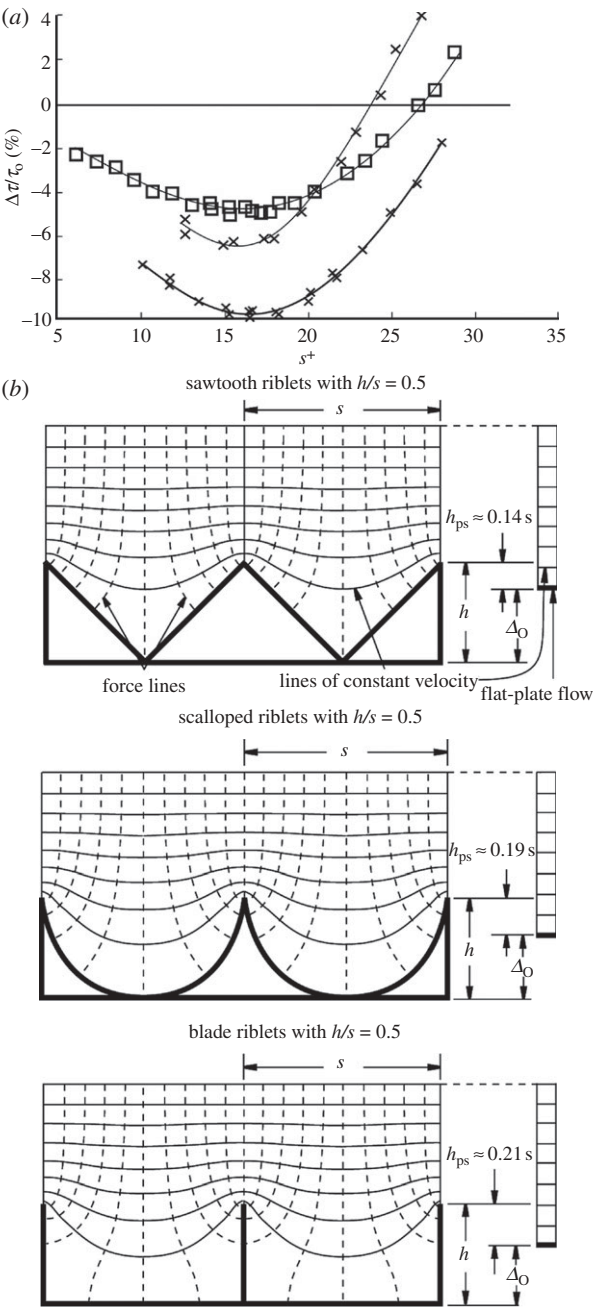 (a)
4
2
0
−2
−4
−6
−8
−10
Δτ/τo (%)
5 10 15 20 25 30 35
s+
(b)
sawtooth riblets with h/s = 0.5
s
hps ≈ 0.14 s
h
ΔO
force lines
lines of constant velocity
flat-plate flow
scalloped riblets with h/s = 0.5
s
hps ≈ 0.19 s
h
ΔO
blade riblets with h/s = 0.5
s
hps ≈ 0.21 s
h
ΔO